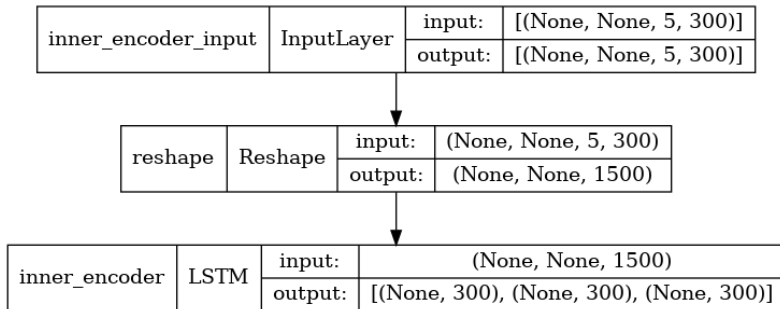 inner_encoder_input InputLayer input: [(None, None, 5, 300)]
output: [(None, None, 5, 300)]
reshape Reshape input: (None, None, 5, 300)
output: (None, None, 1500)
inner_encoder LSTM input: (None, None, 1500)
output: [(None, 300), (None, 300), (None, 300)]